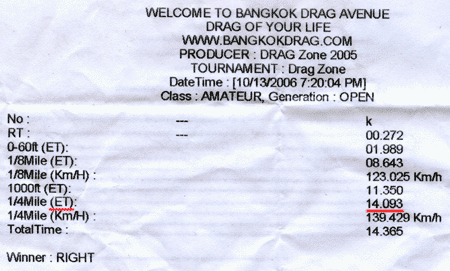 WELCOME TO BANGKOK DRAG AVENUE
DRAG OF YOUR LIFE
WWW.BANGKOKDRAG.COM
PRODUCER : DRAG Zone 2005
TOURNAMENT : Drag Zone
DateTime : [10/13/2006 7:20:04 PM]
Class : AMATEUR, Generation : OPEN
No : --- k
RT : --- 00.272
0-60ft (ET): 01.989
1/8Mile (ET): 08.643
1/8Mile (Km/H) : 123.025 Km/h
1000ft (ET): 11.350
1/4Mile (ET): 14.093
1/4Mile (Km/H) : 139.429 Km/h
TotalTime : 14.365
Winner : RIGHT